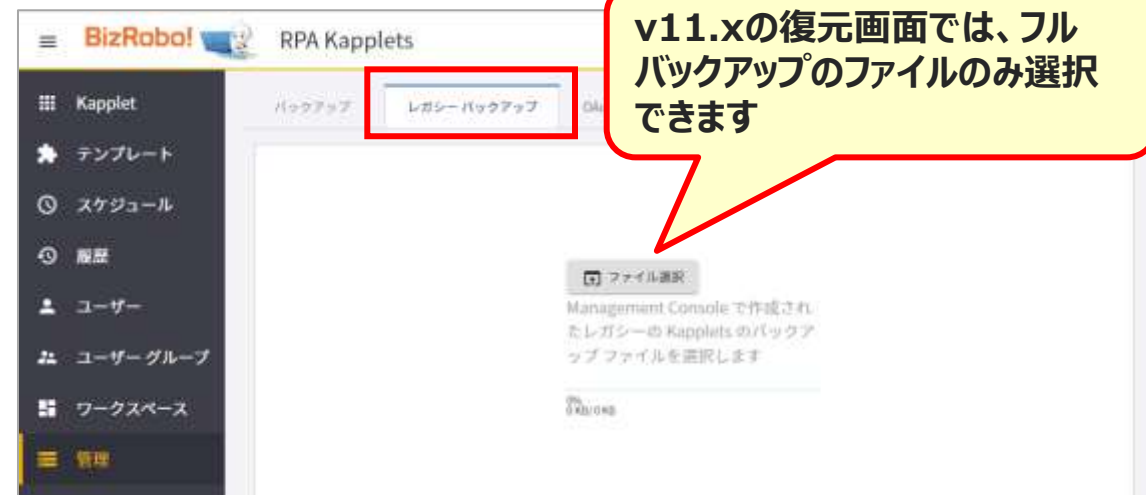 BizRobo!
RPA Kapplets
v11.xの復元画面では、フル
バックアップのファイルのみ選択
できます
Kapplet
バックアップ
レガシー バックアップ
テンプレート
スケジュール
履歴
ユーザー
ユーザー グループ
ワークスペース
管理
ファイル選択
Management Console で作成され
たレガシーの Kapplets のバックア
ップ ファイルを選択します
0%
0 KB/0 KB